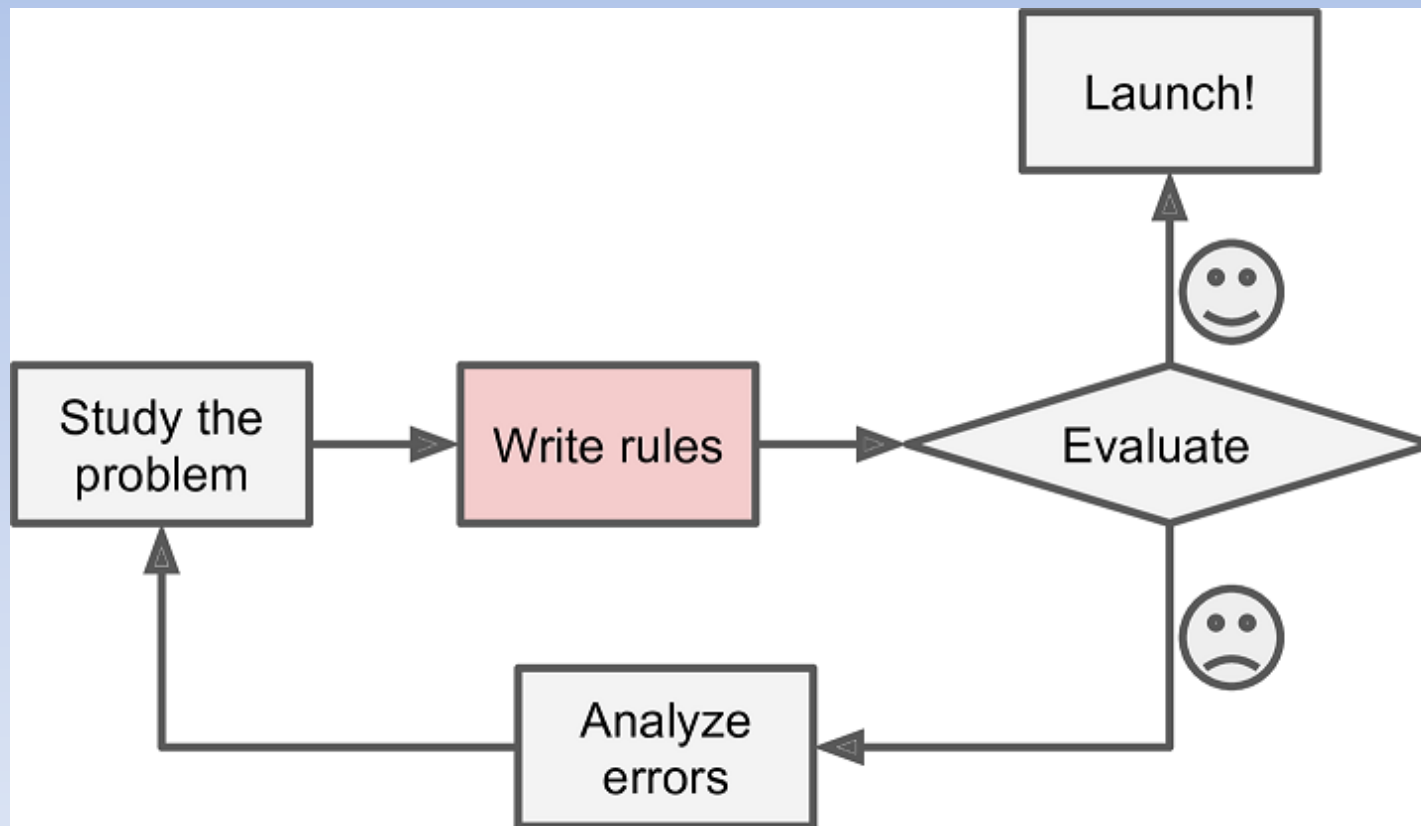 Launch!
Study the
problem
Write rules
Evaluate
Analyze
errors